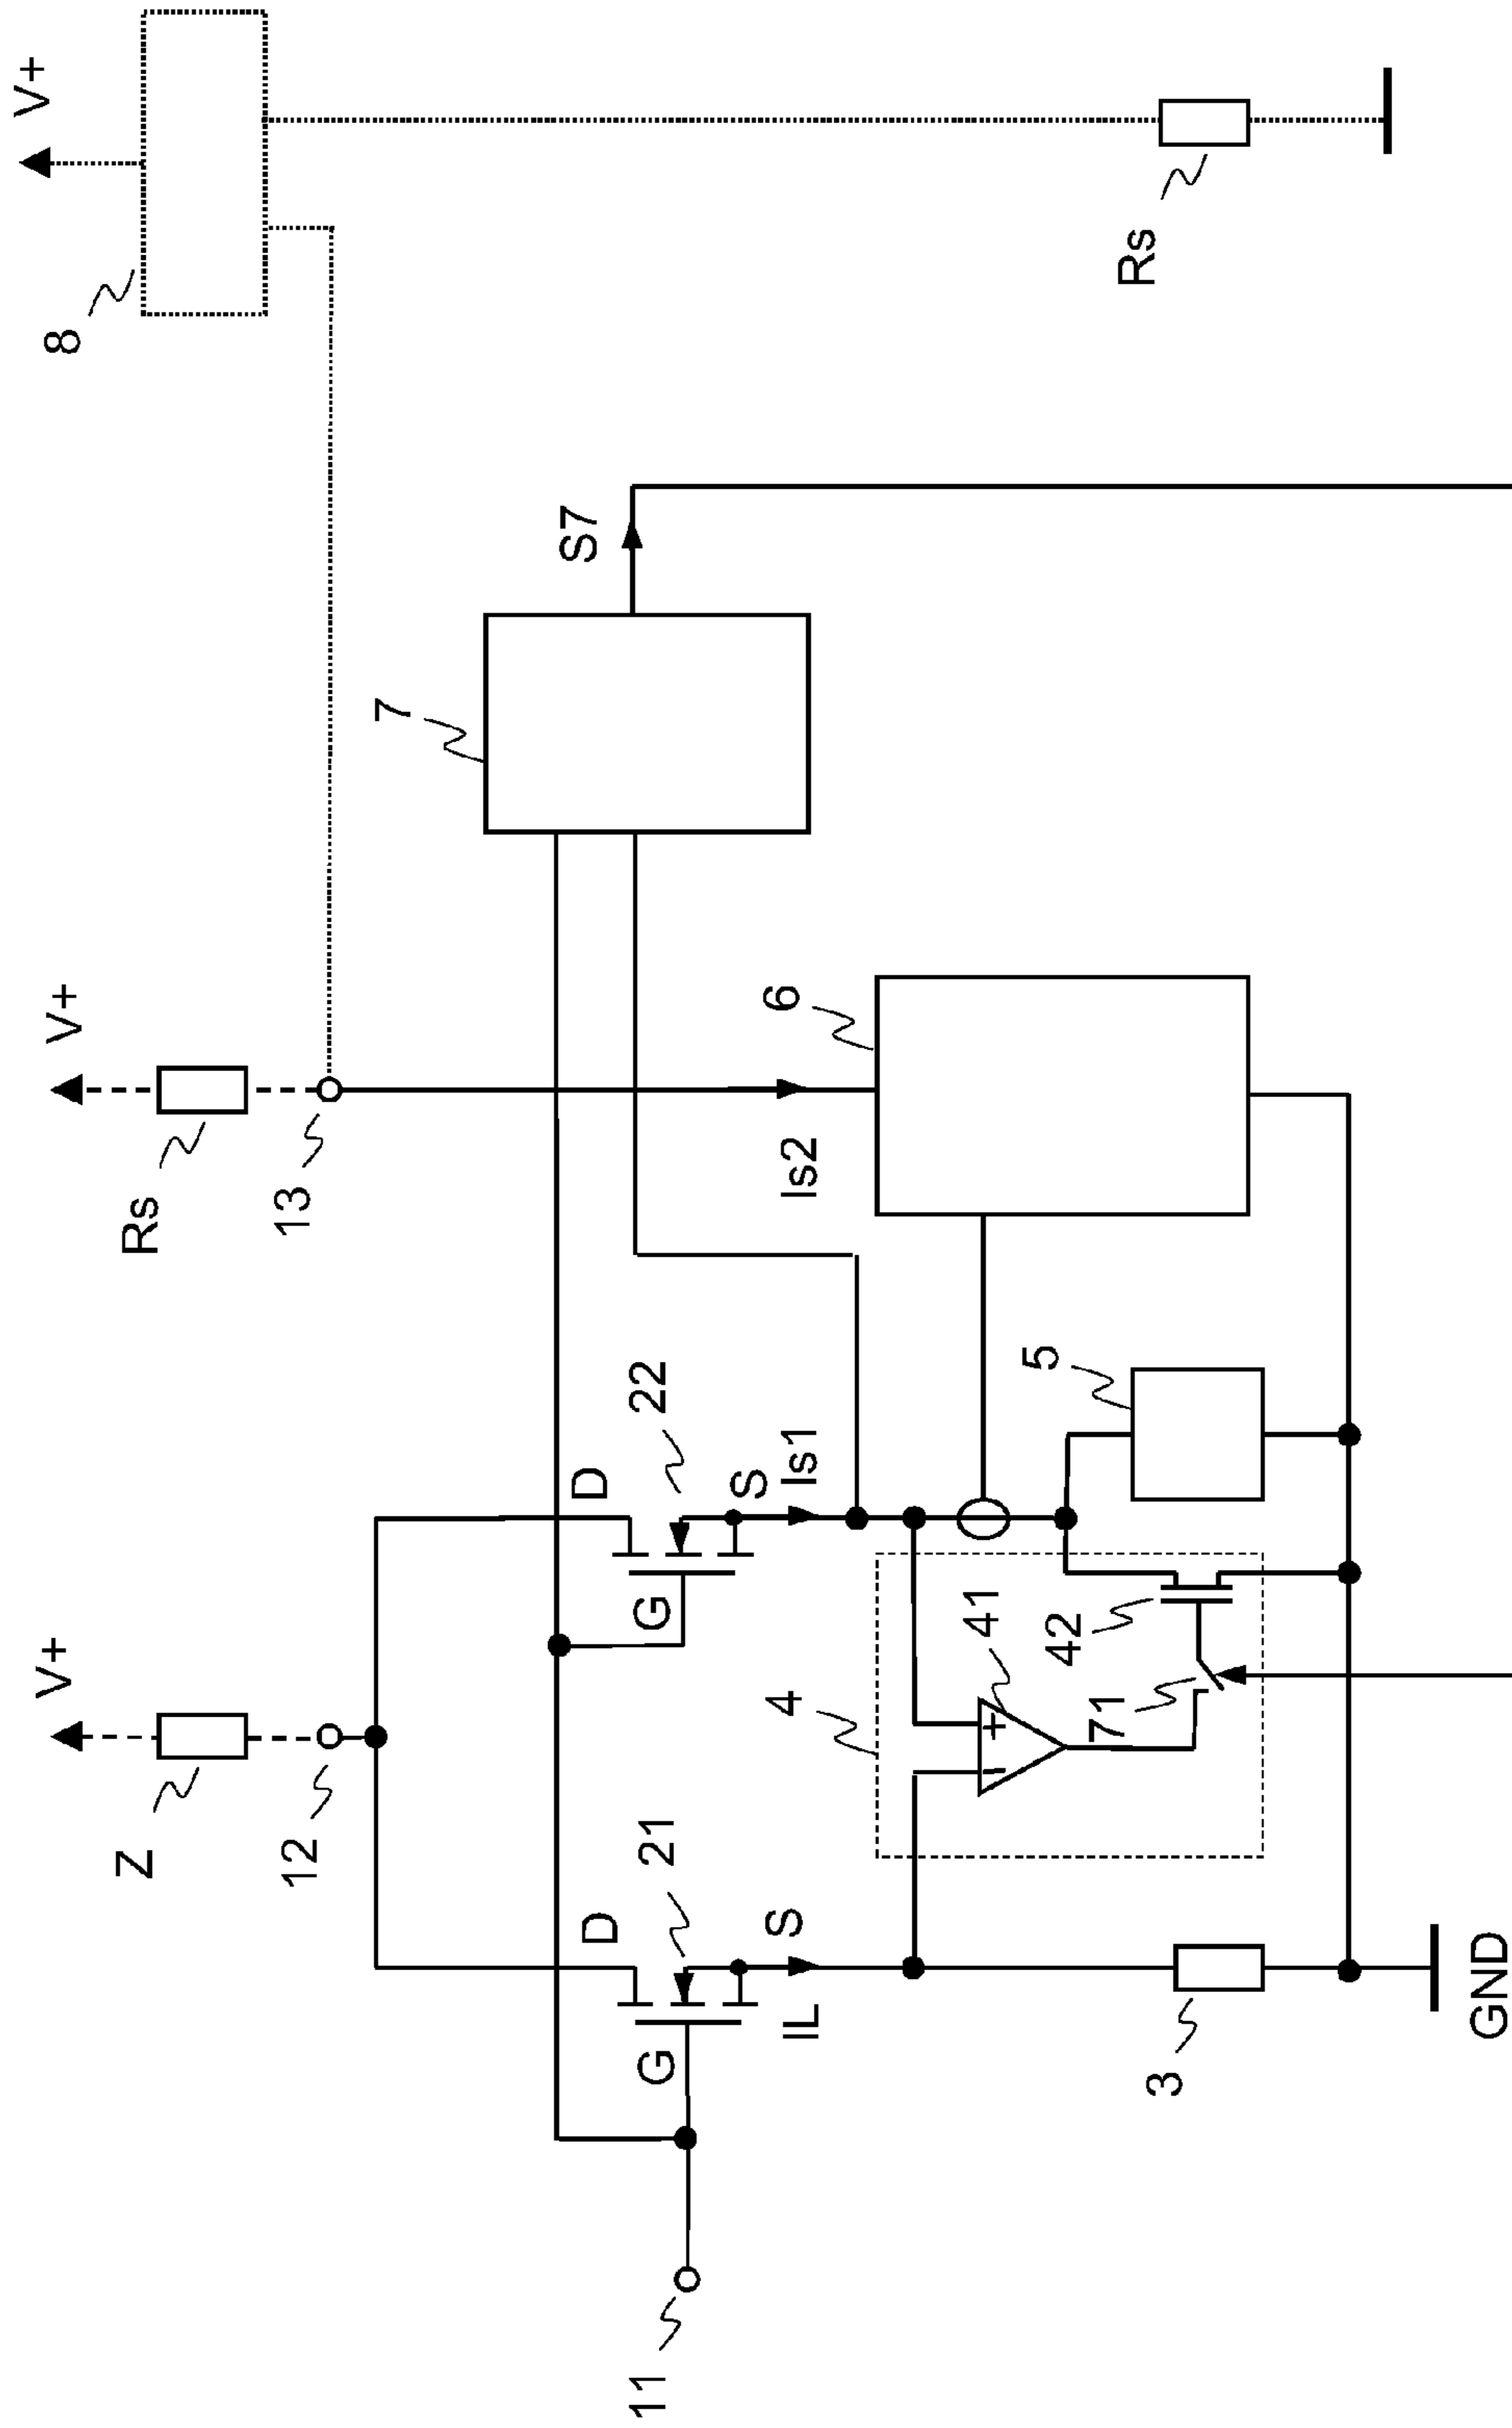 V+
8
Rs
S7
7
V+
Rs
13
6
Is2
5
22
D
S
Is1
G
V+
Z
12
4
41
42
71
+
−
21
D
S
G
IL
3
GND
11